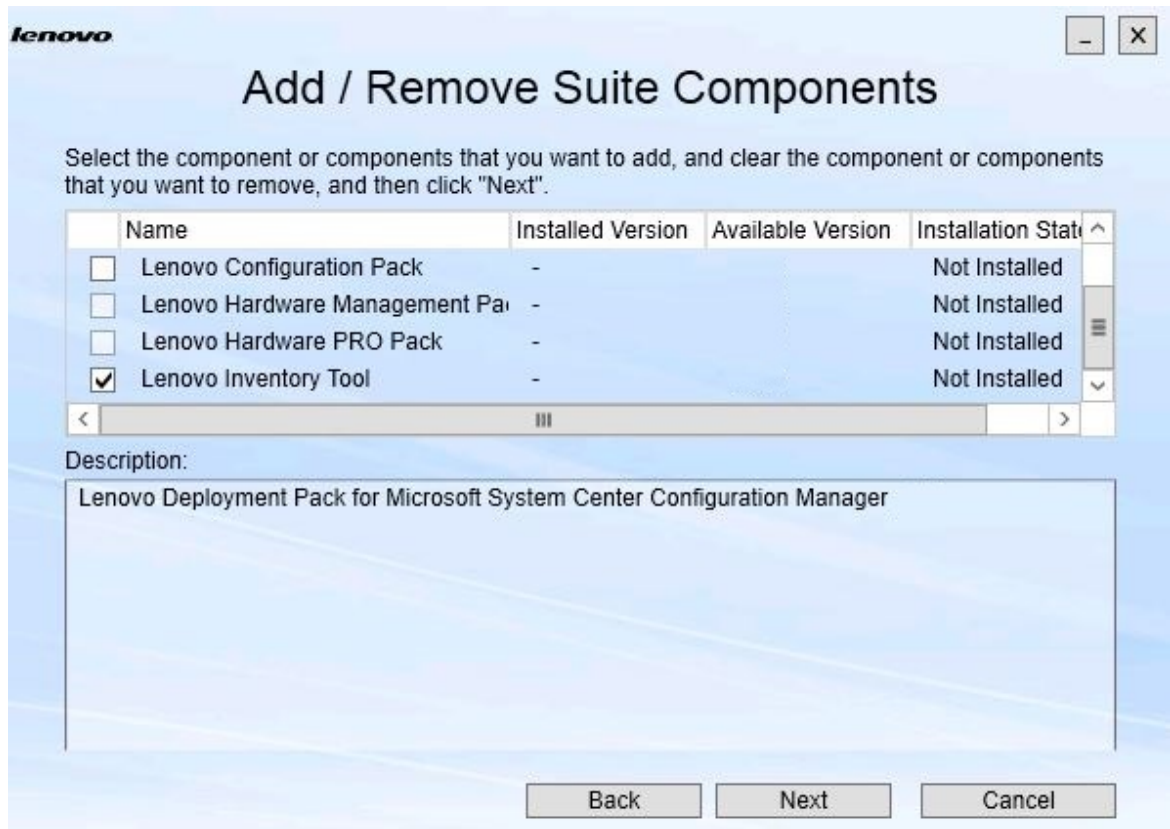 lenovo
Add / Remove Suite Components
Select the component or components that you want to add, and clear the component or components
that you want to remove, and then click "Next".
Name Installed Version Available Version Installation State
Lenovo Configuration Pack - Not Installed
Lenovo Hardware Management Pa - Not Installed
Lenovo Hardware PRO Pack - Not Installed
Lenovo Inventory Tool - Not Installed
Description:
Lenovo Deployment Pack for Microsoft System Center Configuration Manager
Back Next Cancel